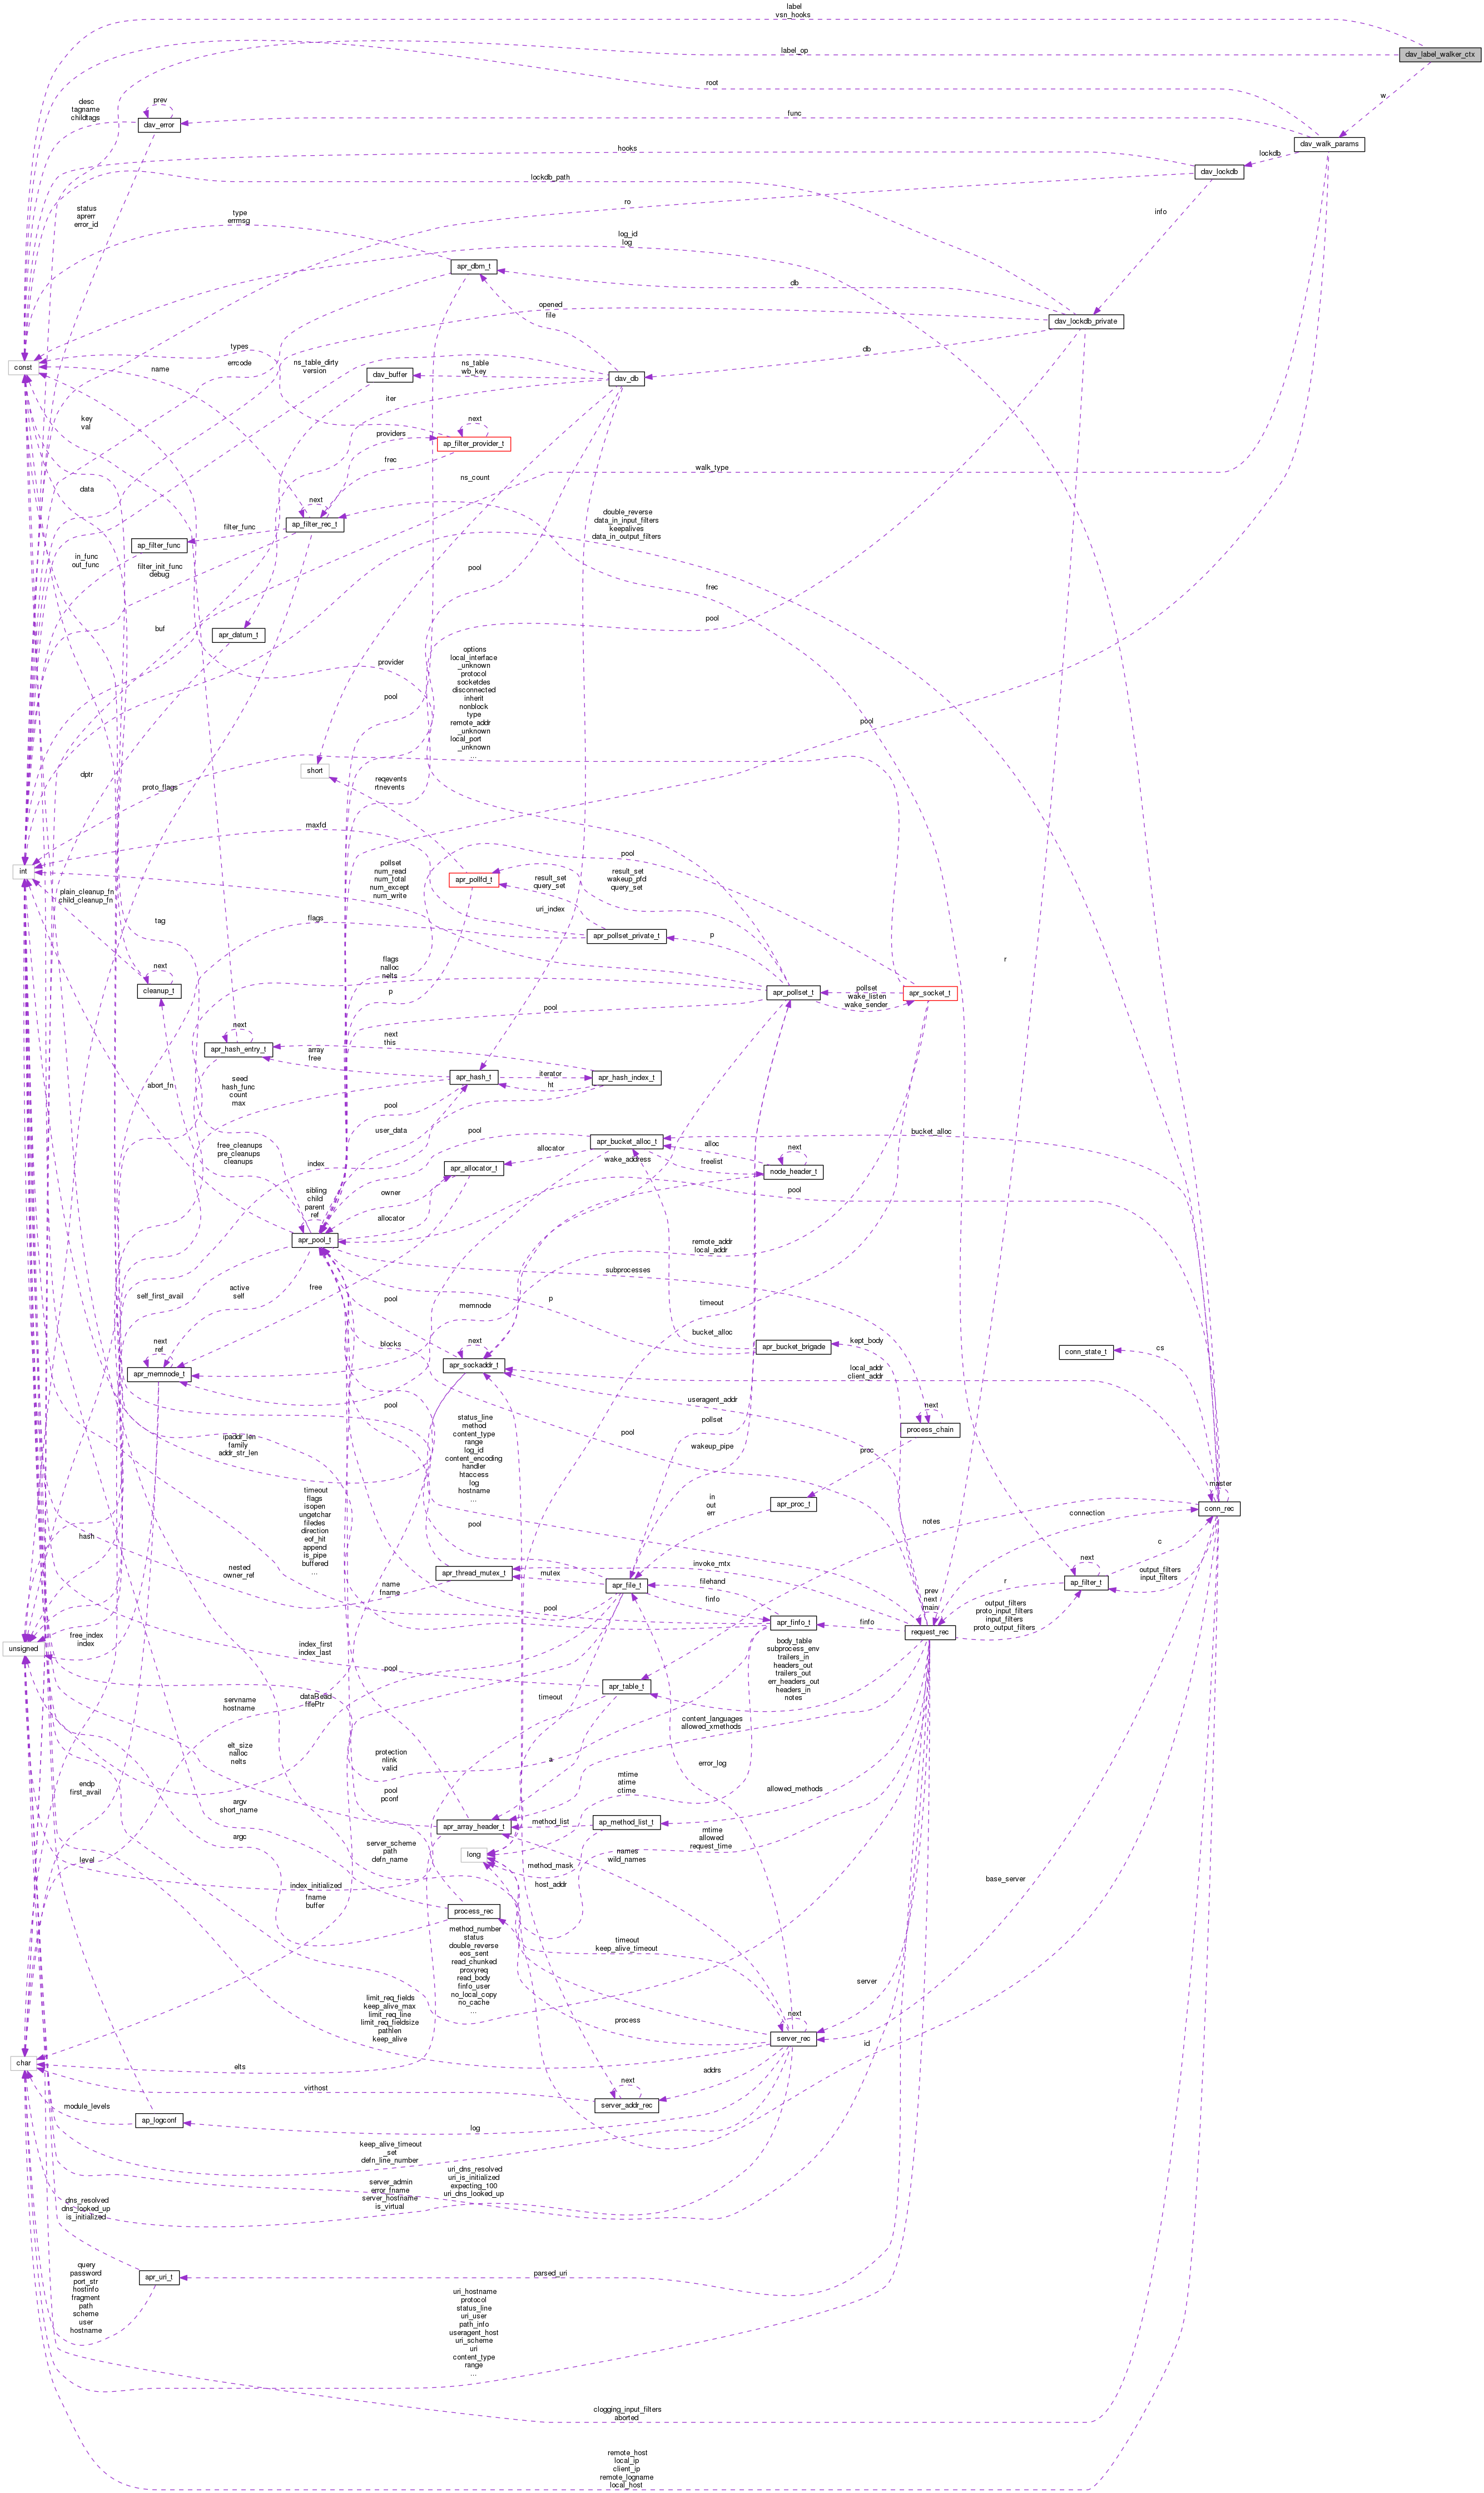 label
vsn_hooks
label_op
dav_label_walker_ctx
root
w
desc
tagname
childtags
prev
dav_error
func
dav_walk_params
hooks
lockdb
dav_lockdb
lockdb_path
ro
info
status
aprerr
error_id
type
errmsg
log_id
log
apr_dbm_t
db
opened
file
dav_lockdb_private
types
errcode
ns_table_dirty
version
db
const
name
dav_buffer
ns_table
wb_key
dav_db
iter
key
val
next
providers
ap_filter_provider_t
frec
walk_type
ns_count
data
next
double_reverse
data_in_input_filters
keepalives
data_in_output_filters
ap_filter_rec_t
filter_func
ap_filter_func
in_func
out_func
filter_init_func
debug
pool
frec
buf
apr_datum_t
pool
provider
options
local_interface
_unknown
protocol
socketdes
disconnected
inherit
nonblock
type
remote_addr
_unknown
local_port
_unknown
...
pool
pool
r
short
dptr
proto_flags
reqevents
rtnevents
maxfd
pool
int
plain_cleanup_fn
child_cleanup_fn
pollset
num_read
num_total
num_except
num_write
apr_pollfd_t
result_set
query_set
result_set
wakeup_pfd
query_set
tag
flags
uri_index
apr_pollset_private_t
p
next
cleanup_t
flags
nalloc
nelts
p
apr_pollset_t
pollset
wake_listen
wake_sender
apr_socket_t
pool
next
apr_hash_entry_t
array
free
next
this
abort_fn
seed
hash_func
count
max
apr_hash_t
iterator
ht
apr_hash_index_t
pool
user_data
free_cleanups
pre_cleanups
cleanups
index
pool
apr_bucket_alloc_t
alloc
freelist
next
node_header_t
bucket_alloc
allocator
wake_address
apr_allocator_t
sibling
child
parent
ref
owner
allocator
pool
apr_pool_t
remote_addr
local_addr
subprocesses
self_first_avail
active
self
free
pool
memnode
timeout
bucket_alloc
p
apr_bucket_brigade
kept_body
conn_state_t
cs
next
ref
apr_memnode_t
blocks
next
apr_sockaddr_t
local_addr
client_addr
useragent_addr
pool
next
process_chain
ipaddr_len
family
addr_str_len
status_line
method
content_type
range
log_id
content_encoding
handler
htaccess
log
hostname
...
pool
pollset
wakeup_pipe
proc
timeout
flags
isopen
ungetchar
filedes
direction
eof_hit
append
is_pipe
buffered
...
in
out
err
apr_proc_t
master
conn_rec
connection
notes
hash
pool
c
nested
owner_ref
apr_thread_mutex_t
invoke_mtx
mutex
apr_file_t
filehand
finfo
next
ap_filter_t
output_filters
input_filters
name
fname
pool
apr_finfo_t
finfo
prev
next
main
request_rec
r
output_filters
proto_input_filters
input_filters
proto_output_filters
unsigned
free_index
index
index_first
index_last
body_table
subprocess_env
trailers_in
headers_out
trailers_out
err_headers_out
headers_in
notes
pool
apr_table_t
servname
hostname
dataRead
filePtr
timeout
content_languages
allowed_xmethods
elt_size
nalloc
nelts
protection
nlink
valid
a
error_log
endp
first_avail
argv
short_name
pool
pconf
mtime
atime
ctime
allowed_methods
apr_array_header_t
method_list
ap_method_list_t
argc
server_scheme
path
defn_name
long
names
wild_names
mtime
allowed
request_time
level
index_initialized
method_mask
host_addr
base_server
fname
buffer
process_rec
method_number
status
double_reverse
eos_sent
read_chunked
proxyreq
read_body
finfo_user
no_local_copy
no_cache
...
timeout
keep_alive_timeout
server
limit_req_fields
keep_alive_max
limit_req_line
limit_req_fieldsize
pathlen
keep_alive
process
next
server_rec
id
char
elts
addrs
virthost
next
server_addr_rec
module_levels
ap_logconf
log
keep_alive_timeout
_set
defn_line_number
server_admin
error_fname
server_hostname
is_virtual
uri_dns_resolved
uri_is_initialized
expecting_100
uri_dns_looked_up
dns_resolved
dns_looked_up
is_initialized
apr_uri_t
parsed_uri
query
password
port_str
hostinfo
fragment
path
scheme
user
hostname
uri_hostname
protocol
status_line
uri_user
path_info
useragent_host
uri_scheme
uri
content_type
range
...
clogging_input_filters
aborted
remote_host
local_ip
client_ip
remote_logname
local_host